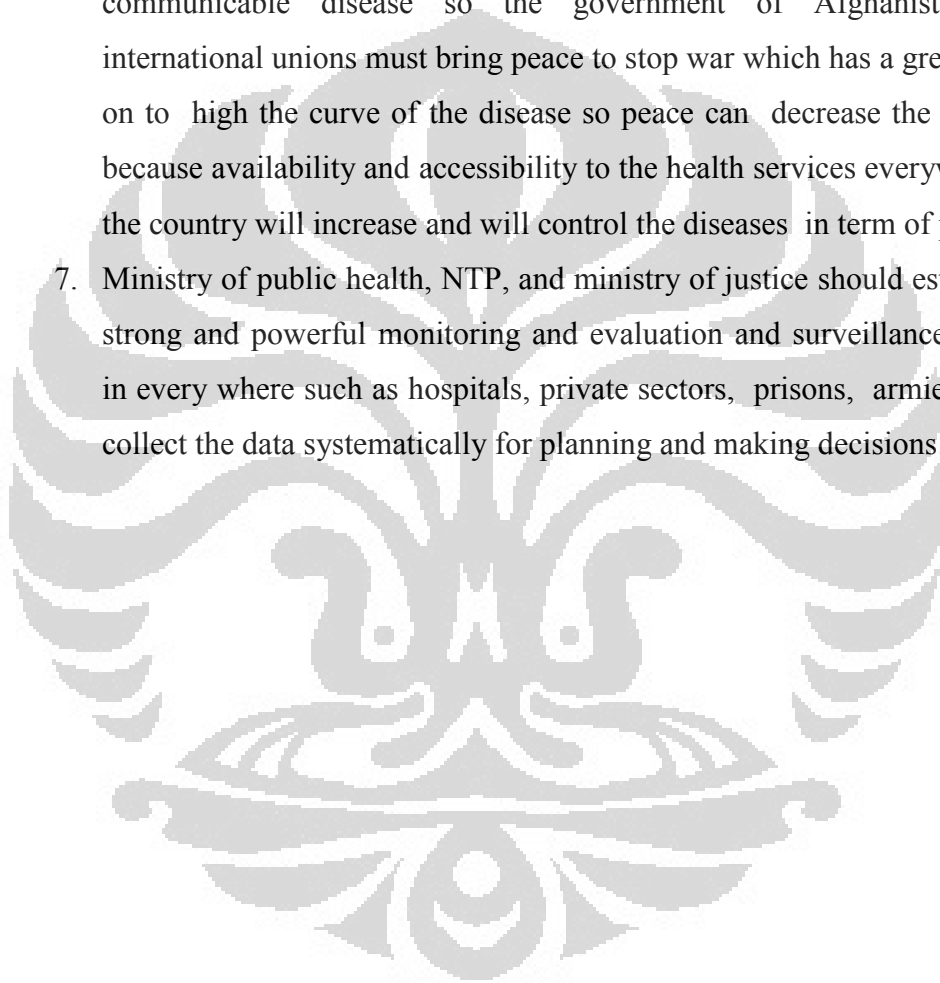 communicable disease so the government of
international unions must bring peace to stop war which has a
on to high the curve of the disease so peace can decrease the
because availability and accessibility to the health services
the country will increase and will control the diseases in term of
7. Ministry of public health, NTP, and ministry of justice should
strong and powerful monitoring and evaluation and surveillance
in every where such as hospitals, private sectors, prisons,
collect the data systematically for planning and making decisions